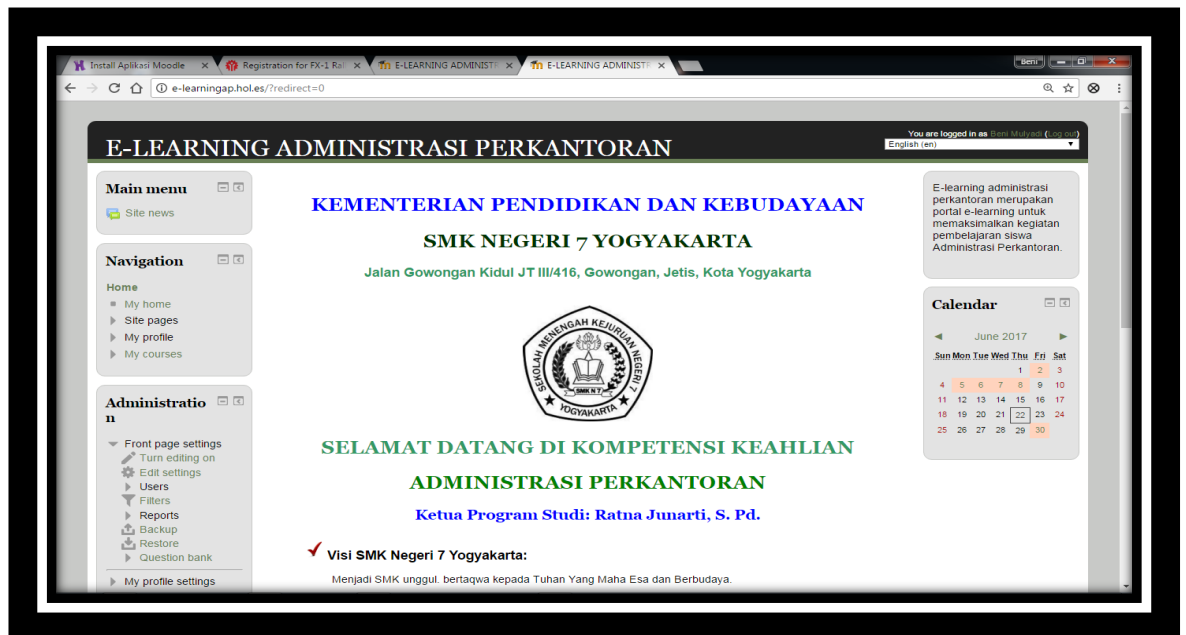 Install Aplikasi Moodle
Registration for FX-1 Ral
E-LEARNING ADMINISTR
E-LEARNING ADMINISTR
Beni
e-learningap.hol.es/?redirect=0
E-LEARNING ADMINISTRASI PERKANTORAN
You are logged in as Beni Mulyadi (Log out)
English (en)
Main menu
Site news
Navigation
Home
My home
Site pages
My profile
My courses
Administratio
n
Front page settings
Turn editing on
Edit settings
Users
Filters
Reports
Backup
Restore
Question bank
My profile settings
KEMENTERIAN PENDIDIKAN DAN KEBUDAYAAN
SMK NEGERI 7 YOGYAKARTA
Jalan Gowongan Kidul JT III/416, Gowongan, Jetis, Kota Yogyakarta
SEKOLAH MENENGAH KEJURUAN NEGERI 7
SMK N 7
YOGYAKARTA
SELAMAT DATANG DI KOMPETENSI KEAHLIAN
ADMINISTRASI PERKANTORAN
Ketua Program Studi: Ratna Junarti, S. Pd.
Visi SMK Negeri 7 Yogyakarta:
Menjadi SMK unggul. bertaqwa kepada Tuhan Yang Maha Esa dan Berbudaya.
E-learning administrasi
perkantoran merupakan
portal e-learning untuk
memaksimalkan kegiatan
pembelajaran siswa
Administrasi Perkantoran.
Calendar
June 2017
Sun Mon Tue Wed Thu Fri Sat
1 2 3
4 5 6 7 8 9 10
11 12 13 14 15 16 17
18 19 20 21 22 23 24
25 26 27 28 29 30